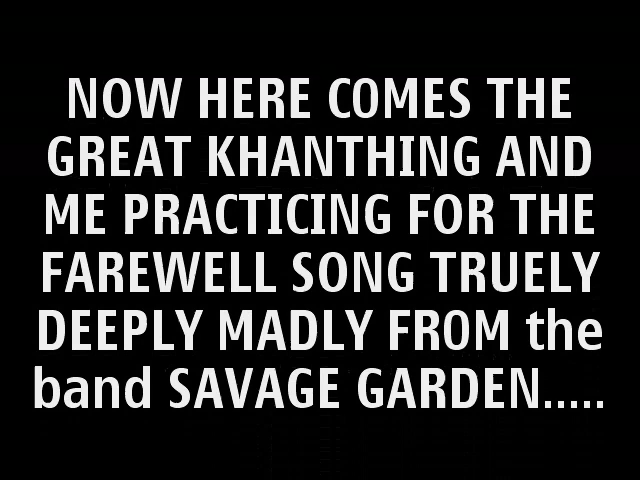 NOW HERE COMES THE
GREAT KHANTHING AND
ME PRACTICING FOR THE
FAREWELL SONG TRUELY
DEEPLY MADLY FROM the
band SAVAGE GARDEN.....